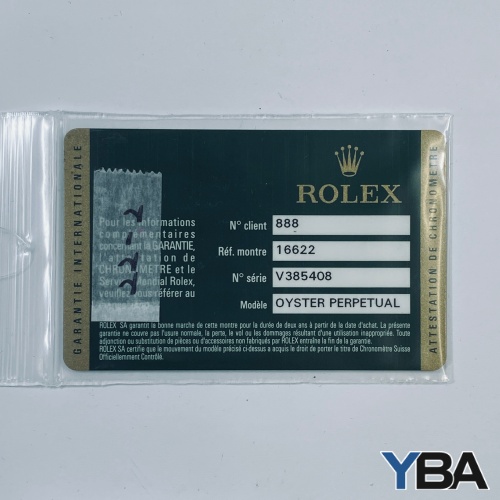 GARANTIE INTERNATIONALE
ROLEX
Pour les informations
complémentaires
concernant la GARANTIE,
l'attestation de
CHRONOMÈTRE et le
Service Mondial Rolex,
veuillez vous référer au
22-2
N° client 888
Réf. montre 16622
N° série V385408
Modèle OYSTER PERPETUAL
ROLEX SA garantit la bonne marche de cette montre pour la durée de deux ans à partir de la date d'achat. La présente
garantie ne couvre pas l'usure normale, la perte, le vol et les dommages résultant d'une utilisation inappropriée. Toute
adjonction ou substitution de pièces ou d'accessoires non fabriqués par ROLEX entraîne la fin de la garantie.
ROLEX SA certifie que le mouvement du modèle précité ci-dessus a acquis le droit de porter le titre de Chronomètre Suisse
Officiellement Contrôlé.
ATTESTATION DE CHRONOMETRE
YBA